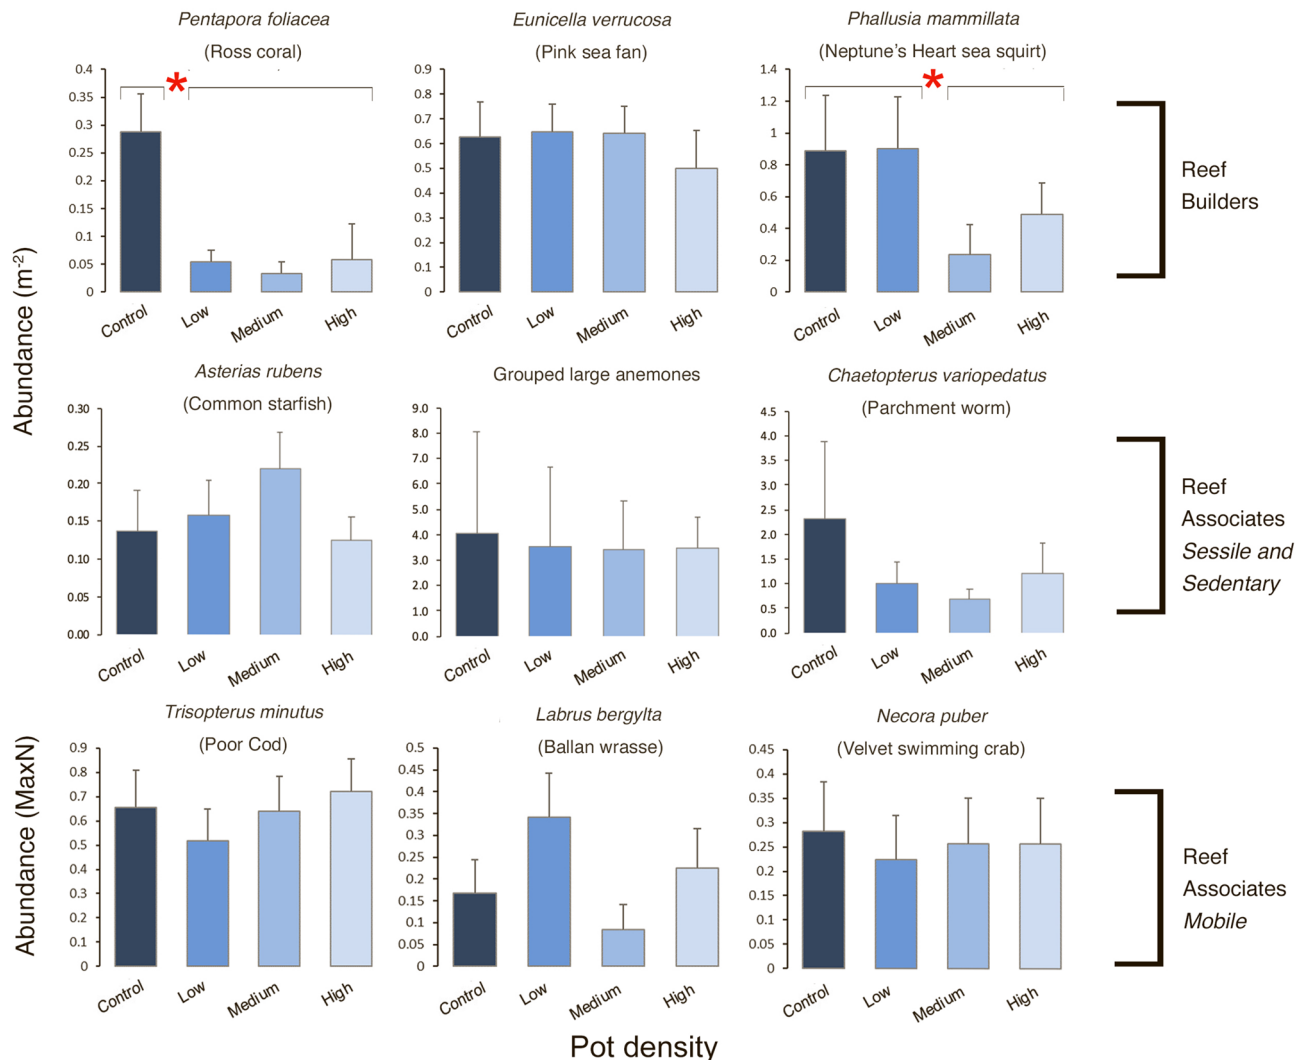 Pentapora foliacea
(Ross coral)
0.4
0.35
0.3
0.25
0.2
0.15
0.1
0.05
0
*
Control
Low
Medium
High
Eunicella verrucosa
(Pink sea fan)
0.9
0.8
0.7
0.6
0.5
0.4
0.3
0.2
0.1
0
Control
Low
Medium
High
Phallusia mammillata
(Neptune's Heart sea squirt)
1.4
1.2
1
0.8
0.6
0.4
0.2
0
*
Control
Low
Medium
High
Reef
Builders
Abundance (m-2)
Asterias rubens
(Common starfish)
0.30
0.25
0.20
0.15
0.10
0.05
0.00
Control
Low
Medium
High
Grouped large anemones
9.0
8.0
7.0
6.0
5.0
4.0
3.0
2.0
1.0
0.0
Control
Low
Medium
High
Chaetopterus variopedatus
(Parchment worm)
4.5
4.0
3.5
3.0
2.5
2.0
1.5
1.0
0.5
0.0
Control
Low
Medium
High
Reef
Associates
Sessile and
Sedentary
Abundance (MaxN)
Trisopterus minutus
(Poor Cod)
0.9
0.8
0.7
0.6
0.5
0.4
0.3
0.2
0.1
0
Control
Low
Medium
High
Labrus bergylta
(Ballan wrasse)
0.5
0.45
0.4
0.35
0.3
0.25
0.2
0.15
0.1
0.05
0
Control
Low
Medium
High
Necora puber
(Velvet swimming crab)
0.45
0.4
0.35
0.3
0.25
0.2
0.15
0.1
0.05
0
Control
Low
Medium
High
Reef
Associates
Mobile
Pot density